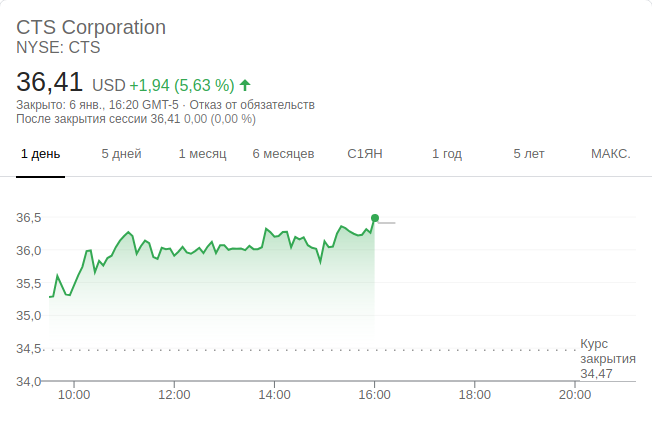 CTS Corporation
NYSE: CTS
36,41 USD +1,94 (5,63 %)
Закрыто: 6 янв., 16:20 GMT-5 · Отказ от обязательств
После закрытия сессии 36,41 0,00 (0,00 %)
1 день 5 дней 1 месяц 6 месяцев С1ЯН 1 год 5 лет МАКС.
36,5
36,0
35,5
35,0
34,5
Курс
закрытия
34,47
34,0
10:00 12:00 14:00 16:00 18:00 20:00